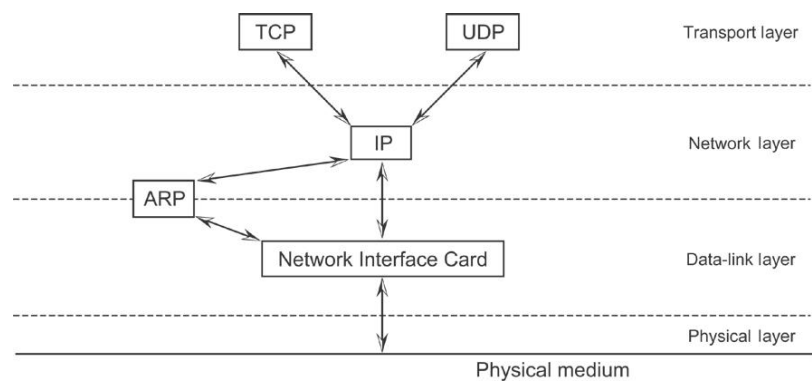 TCP
UDP
Transport layer
IP
Network layer
ARP
Network Interface Card
Data-link layer
Physical layer
Physical medium